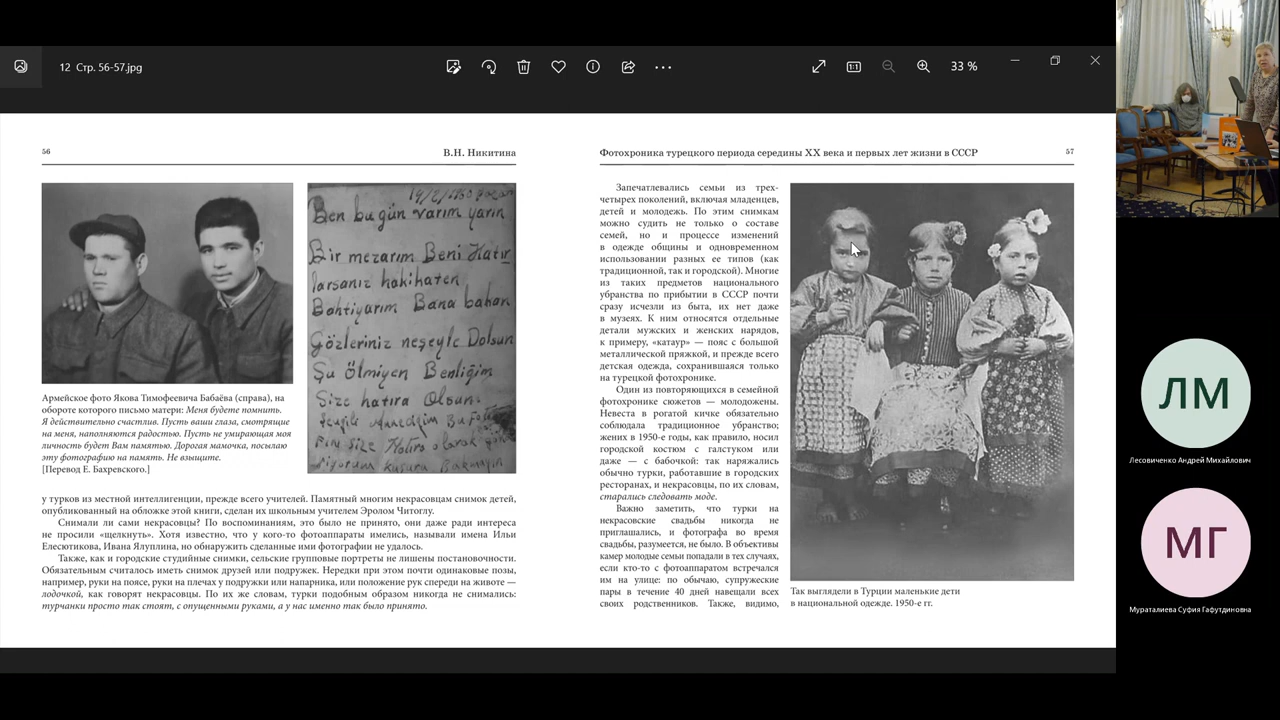 12 Стр. 56-57.jpg
33 %
56
В.Н. Никитина
14/2/1950
Ben bugün varım yarın
Bir mezarım Beni Hatır
larsanız hakihaten
Bahtiyarım Bana bakan
Gözleriniz neşeyle Dolsun
Şu Ölmiyen Benliğim
Size hatıra Olsun
Армейское фото Якова Тимофеевича Бабаёва (справа), на
обороте которого письмо матери: Меня будете помнить.
Я действительно счастлив. Пусть ваши глаза, смотрящие
на меня, наполняются радостью. Пусть не умирающая моя
личность будет Вам памятью. Дорогая мамочка, посылаю
эту фотографию на память. Не взыщите.
[Перевод Е. Бахревского.]
у турков из местной интеллигенции, прежде всего учителей. Памятный многим некрасовцам снимок детей,
опубликованный на обложке этой книги, сделан их школьным учителем Эролом Читоглу.
Снимали ли сами некрасовцы? По воспоминаниям, это было не принято, они даже ради интереса
не просили «щелкнуть». Хотя известно, что у кого-то фотоаппараты имелись, называли имена Ильи
Елесютикова, Ивана Ялуплина, но обнаружить сделанные ими фотографии не удалось.
Также, как и городские студийные снимки, сельские групповые портреты не лишены постановочности.
Обязательным считалось иметь снимок друзей или подружек. Нередки при этом почти одинаковые позы,
например, руки на поясе, руки на плечах у подружки или напарника, или положение рук спереди на животе —
лодочкой, как говорят некрасовцы. По их же словам, турки подобным образом никогда не снимались:
турчанки просто так стоят, с опущенными руками, а у нас именно так было принято.
Фотохроника турецкого периода середины XX века и первых лет жизни в СССР
57
Запечатлевались семьи из трех-
четырех поколений, включая младенцев,
детей и молодежь. По этим снимкам
можно судить не только о составе
семей, но и процессе изменений
в одежде общины и одновременном
использовании разных ее типов (как
традиционной, так и городской). Многие
из таких предметов национального
убранства по прибытии в СССР почти
сразу исчезли из быта, их нет даже
в музеях. К ним относятся отдельные
детали мужских и женских нарядов,
к примеру, «катаур» — пояс с большой
металлической пряжкой, и прежде всего
детская одежда, сохранившаяся только
на турецкой фотохронике.
Один из повторяющихся в семейной
фотохронике сюжетов — молодожены.
Невеста в рогатой кичке обязательно
соблюдала традиционное убранство;
жених в 1950-е годы, как правило, носил
городской костюм с галстуком или
даже — с бабочкой: так наряжались
обычно турки, работавшие в городских
ресторанах, и некрасовцы, по их словам,
старались следовать моде.
Важно заметить, что турки на
некрасовские свадьбы никогда не
приглашались, и фотографа во время
свадьбы, разумеется, не было. В объективы
камер молодые семьи попадали в тех случаях,
если кто-то с фотоаппаратом встречался
им на улице: по обычаю, супружеские
пары в течение 40 дней навещали всех
своих родственников. Также, видимо,
Так выглядели в Турции маленькие дети
в национальной одежде. 1950-е гг.
ЛМ
Лесовиченко Андрей Михайлович
МГ
Мураталиева Суфия Гафутдиновна